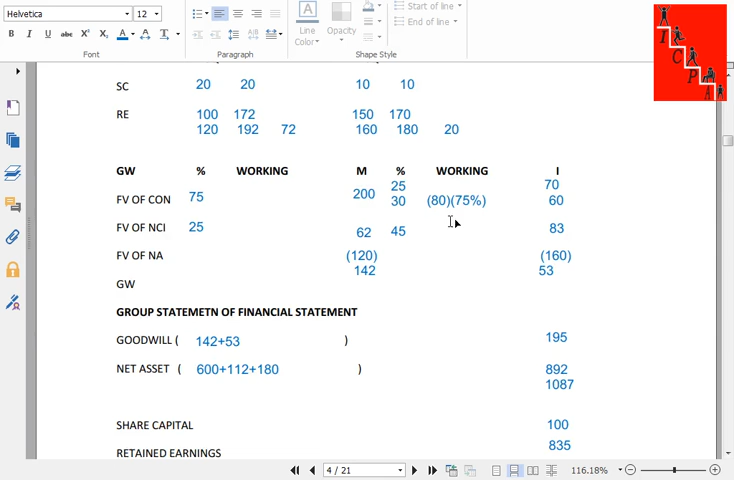 Helvetica 12 Start of line
End of line
B I U abc X² X₂ A A T Line Color Opacity
Font Paragraph Shape Style
I C P A
SC 20 20 10 10
RE 100 172 150 170
120 192 72 160 180 20
GW % WORKING M % WORKING I
25 70
FV OF CON 75 200 30 (80)(75%) 60
FV OF NCI 25 62 45 83
FV OF NA (120) (160)
142 53
GW
GROUP STATEMETN OF FINANCIAL STATEMENT
GOODWILL ( 142+53 ) 195
NET ASSET ( 600+112+180 ) 892
1087
SHARE CAPITAL 100
RETAINED EARNINGS 835
4 / 21 116.18%